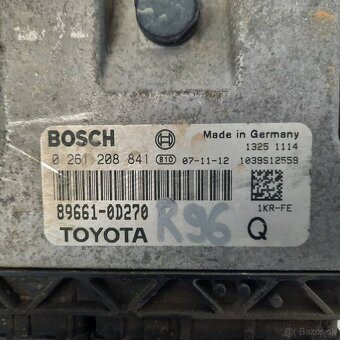 BOSCH Made in Germany
0 261 208 841 810 07-11-12 1039S12559
1325 1114
89661-0D270 1KR-FE
TOYOTA R96 Q